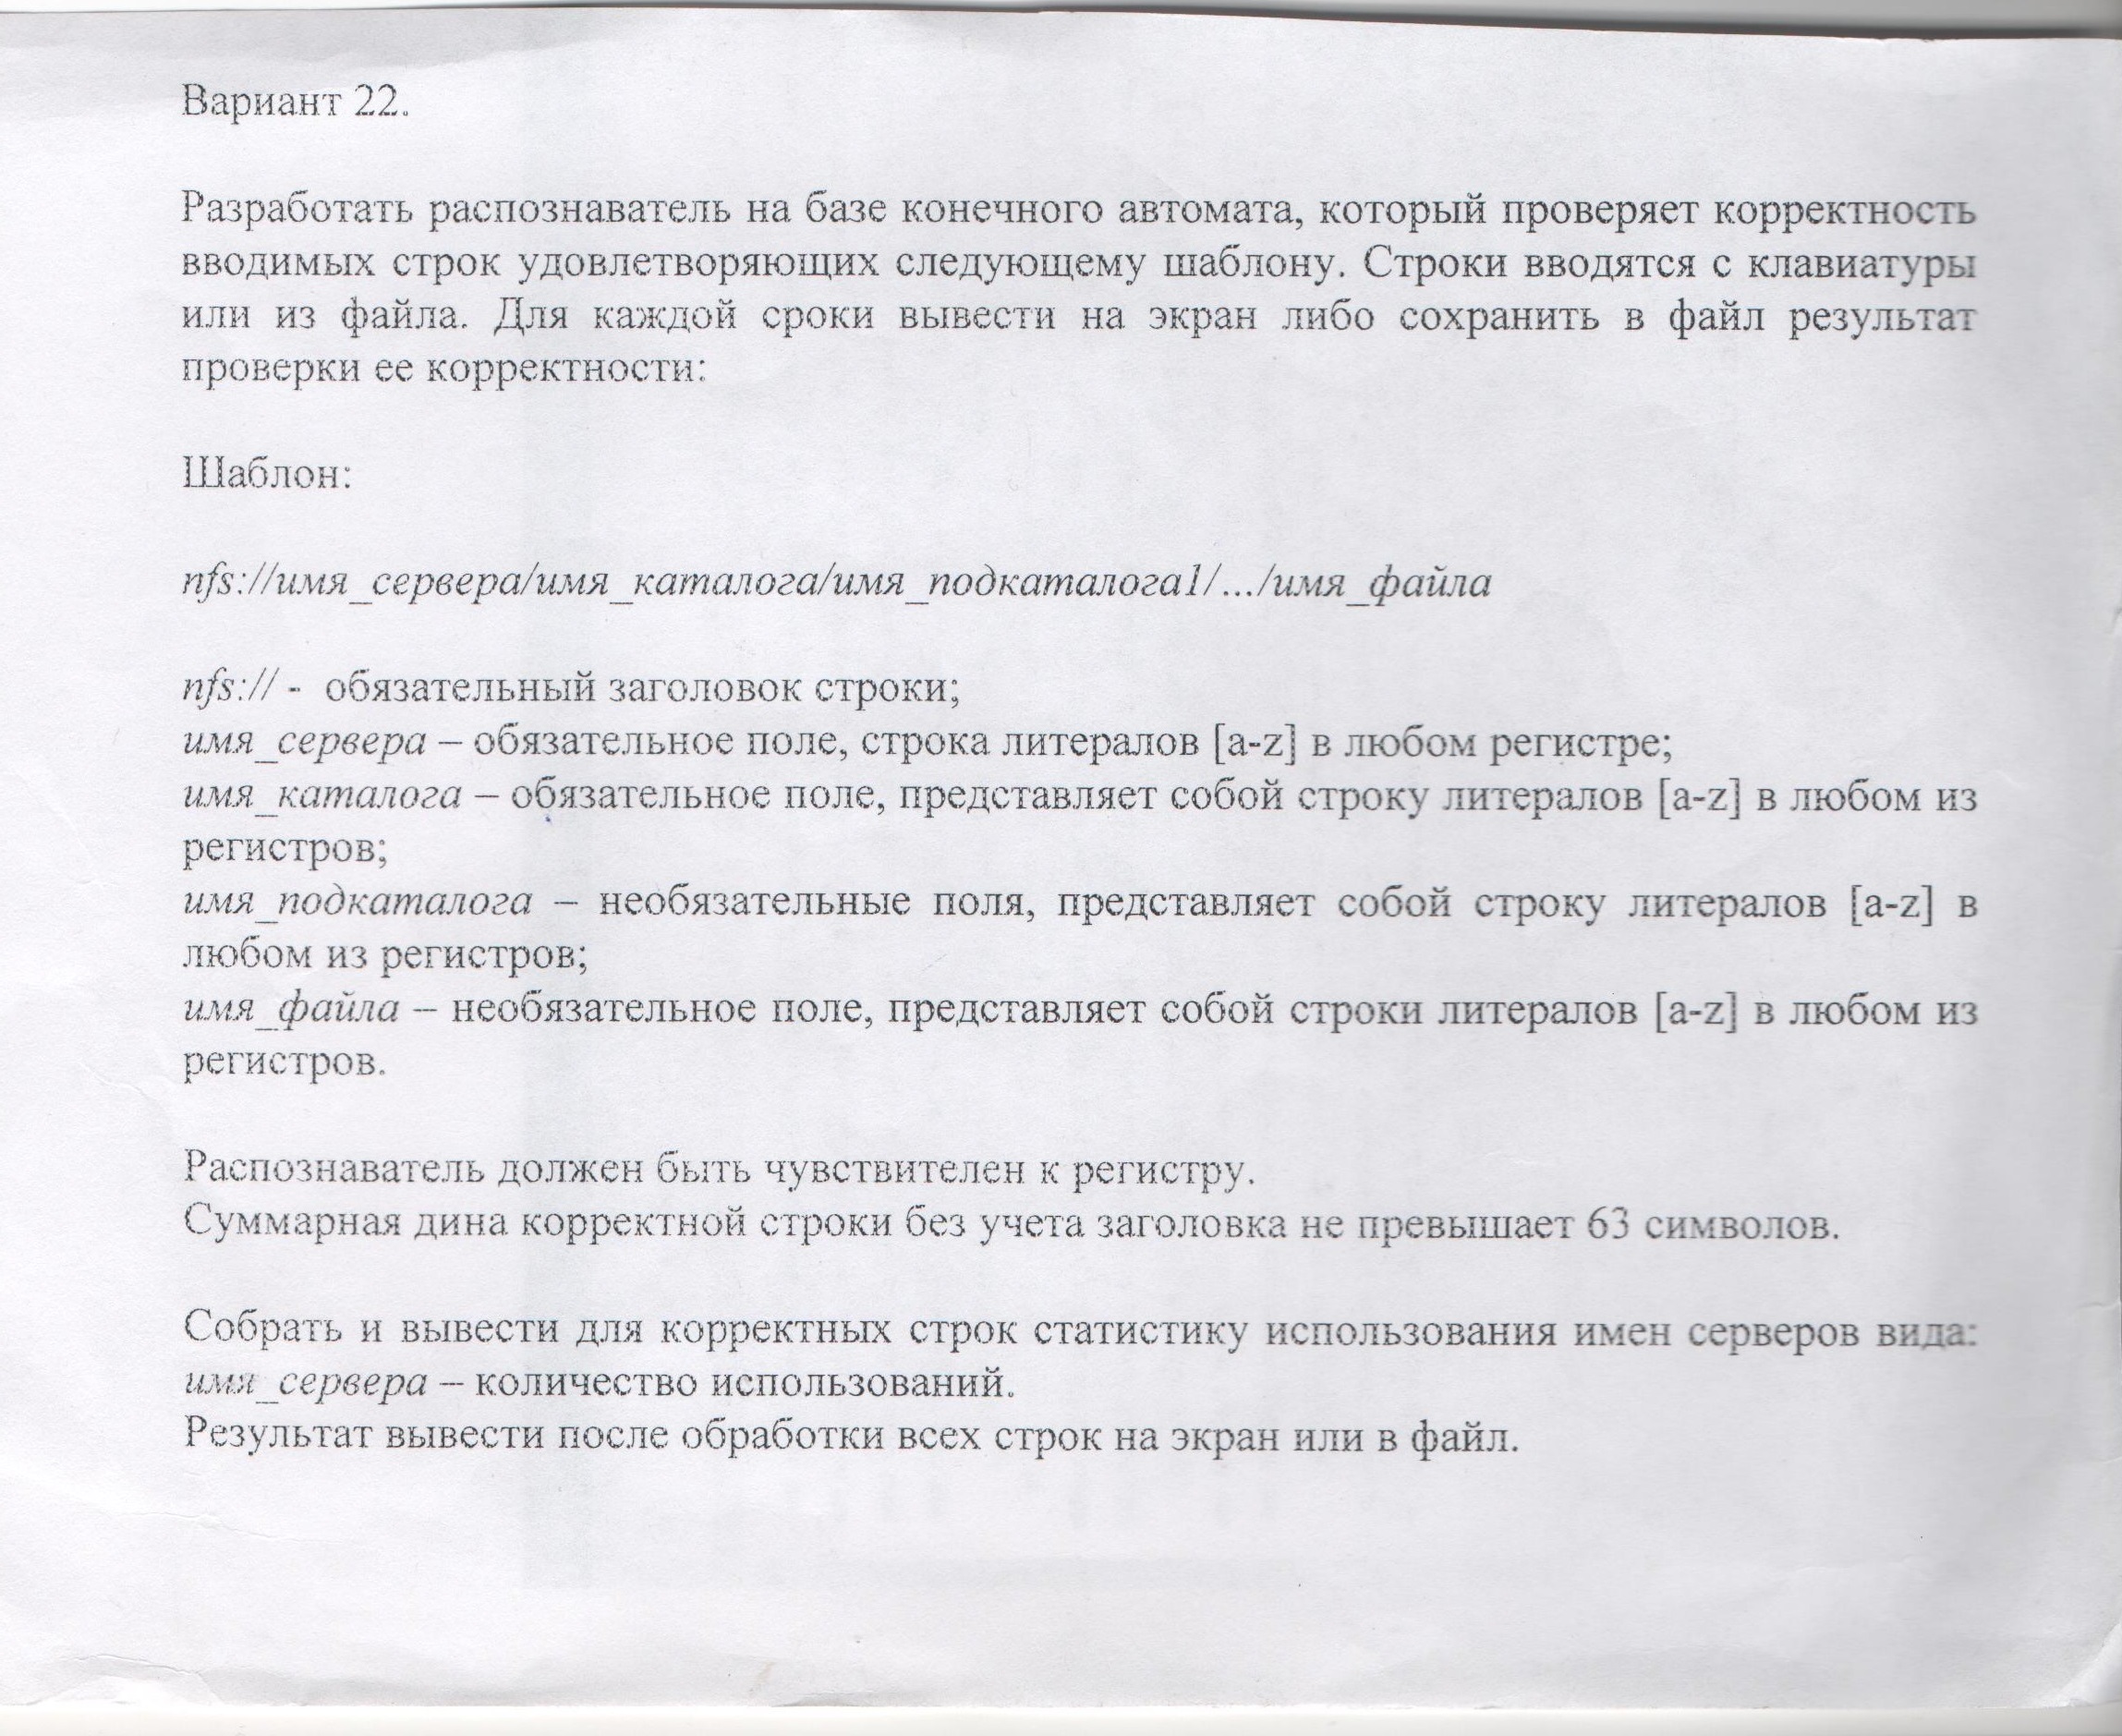 Вариант 22.
Разработать распознаватель на базе конечного автомата, который проверяет корректность
вводимых строк удовлетворяющих следующему шаблону. Строки вводятся с клавиатуры
или из файла. Для каждой сроки вывести на экран либо сохранить в файл результат
проверки ее корректности:
Шаблон:
nfs://имя_сервера/имя_каталога/имя_подкаталога1/.../имя_файла
nfs:// - обязательный заголовок строки;
имя_сервера – обязательное поле, строка литералов [a-z] в любом регистре;
имя_каталога – обязательное поле, представляет собой строку литералов [a-z] в любом из
регистров;
имя_подкаталога – необязательные поля, представляет собой строку литералов [a-z] в
любом из регистров;
имя_файла – необязательное поле, представляет собой строки литералов [a-z] в любом из
регистров.
Распознаватель должен быть чувствителен к регистру.
Суммарная дина корректной строки без учета заголовка не превышает 63 символов.
Собрать и вывести для корректных строк статистику использования имен серверов вида:
имя_сервера – количество использований.
Результат вывести после обработки всех строк на экран или в файл.